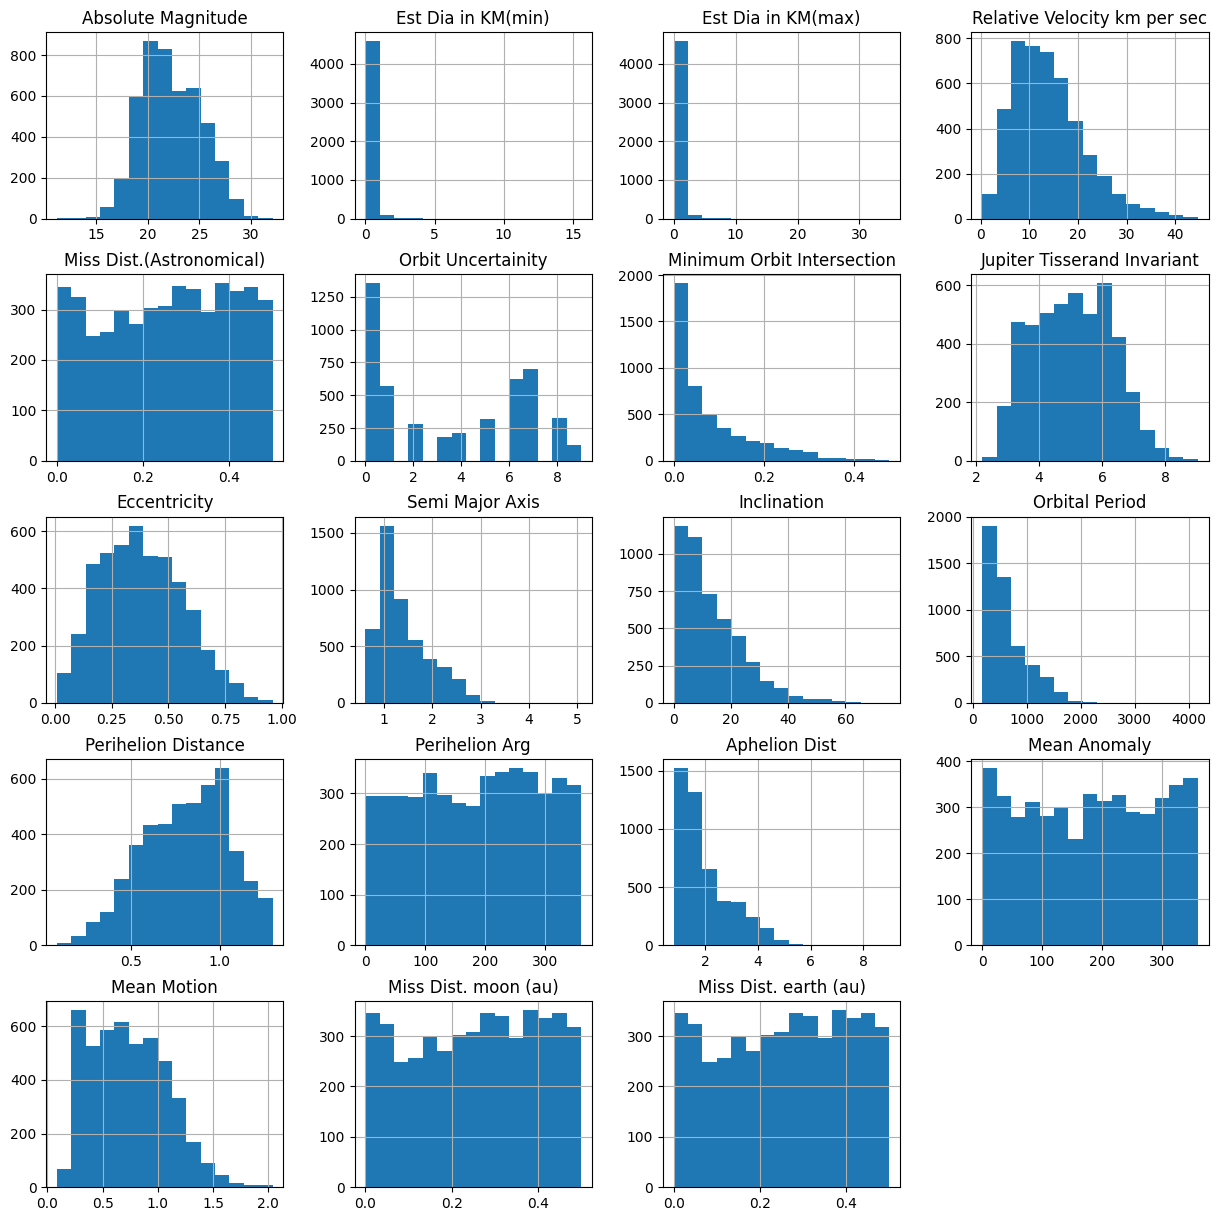 Absolute Magnitude
800
600
400
200
0
15 20 25 30
Est Dia in KM(min)
4000
3000
2000
1000
0
0 5 10 15
Est Dia in KM(max)
4000
3000
2000
1000
0
0 10 20 30
Relative Velocity km per sec
800
600
400
200
0
0 10 20 30 40
Miss Dist.(Astronomical)
300
200
100
0
0.0 0.2 0.4
Orbit Uncertainity
1250
1000
750
500
250
0
0 2 4 6 8
Minimum Orbit Intersection
2000
1500
1000
500
0
0.0 0.2 0.4
Jupiter Tisserand Invariant
600
400
200
0
2 4 6 8
Eccentricity
600
400
200
0
0.00 0.25 0.50 0.75 1.00
Semi Major Axis
1500
1000
500
0
1 2 3 4 5
Inclination
1000
750
500
250
0
0 20 40 60
Orbital Period
2000
1500
1000
500
0
0 1000 2000 3000 4000
Perihelion Distance
600
400
200
0
0.5 1.0
Perihelion Arg
300
200
100
0
0 100 200 300
Aphelion Dist
1500
1000
500
0
2 4 6 8
Mean Anomaly
400
300
200
100
0
0 100 200 300
Mean Motion
600
400
200
0
0.0 0.5 1.0 1.5 2.0
Miss Dist. moon (au)
300
200
100
0
0.0 0.2 0.4
Miss Dist. earth (au)
300
200
100
0
0.0 0.2 0.4